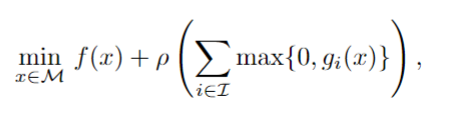 min_{x∈ℳ} f(x) + ρ ( ∑_{i∈ℐ} max{0, g_i(x)} ) ,